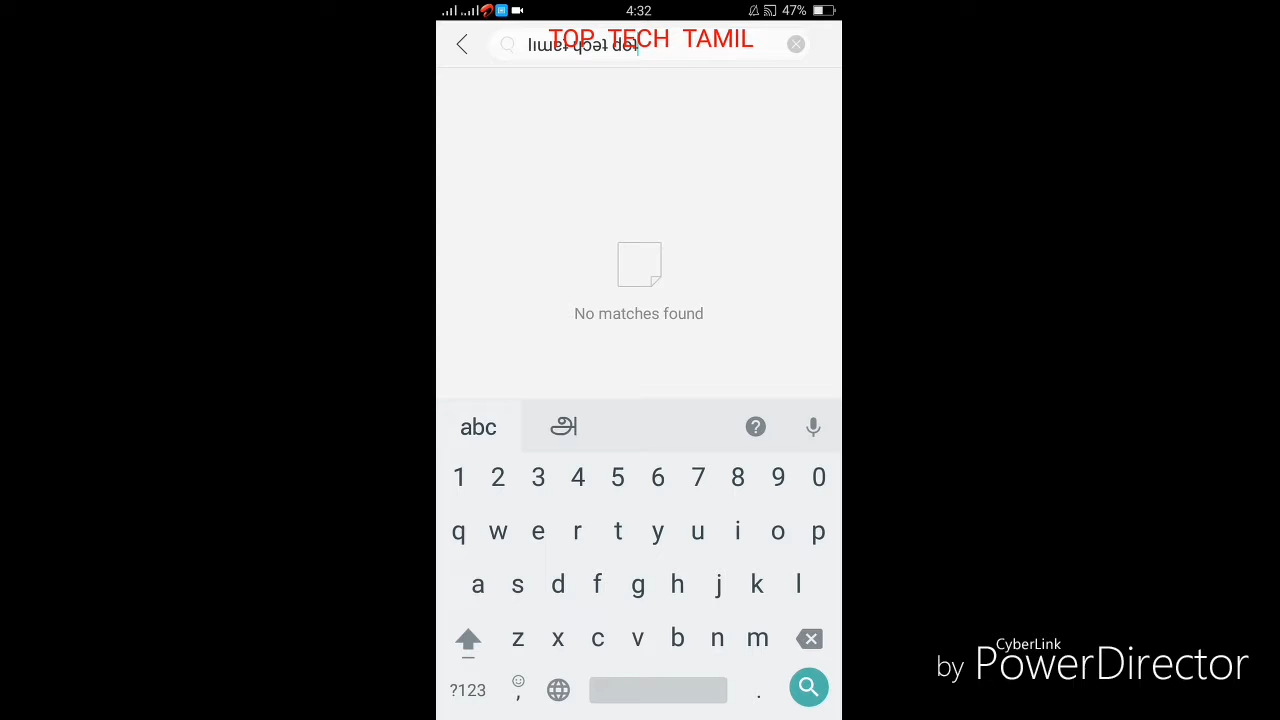 4:32
47%
TOP TECH TAMIL
No matches found
abc அ ?
1 2 3 4 5 6 7 8 9 0
q w e r t y u i o p
a s d f g h j k l
z x c v b n m
?123 , .
CyberLink
by PowerDirector